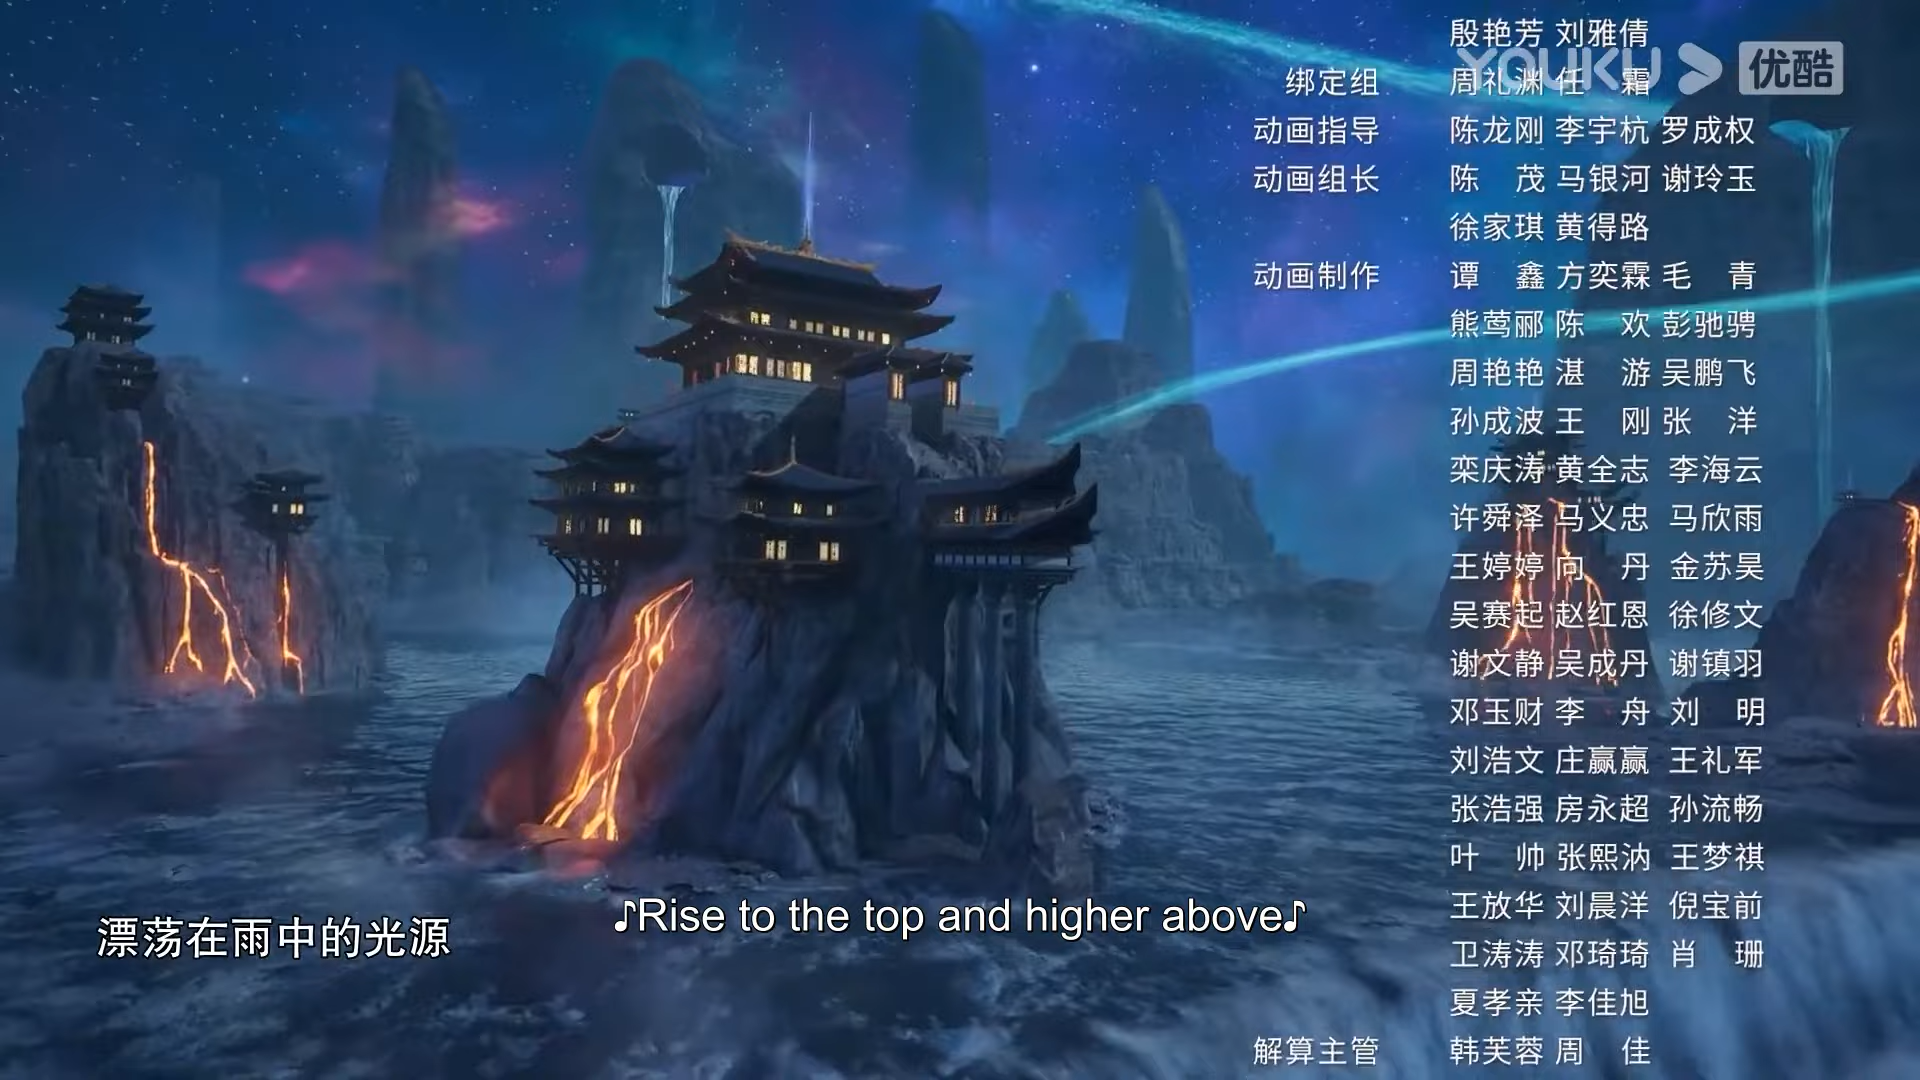 殷艳芳 刘雅倩
YOUKU 优酷
绑定组 周礼渊 任 霜
动画指导 陈龙刚 李宇杭 罗成权
动画组长 陈 茂 马银河 谢玲玉
徐家琪 黄得路
动画制作 谭 鑫 方奕霖 毛 青
熊莺郦 陈 欢 彭驰骋
周艳艳 湛 游 吴鹏飞
孙成波 王 刚 张 洋
栾庆涛 黄全志 李海云
许舜泽 马义忠 马欣雨
王婷婷 向 丹 金苏昊
吴赛起 赵红恩 徐修文
谢文静 吴成丹 谢镇羽
邓玉财 李 舟 刘 明
刘浩文 庄赢赢 王礼军
张浩强 房永超 孙流畅
叶 帅 张熙汭 王梦祺
王放华 刘晨洋 倪宝前
卫涛涛 邓琦琦 肖 珊
夏孝亲 李佳旭
解算主管 韩芙蓉 周 佳
♪Rise to the top and higher above♪
漂荡在雨中的光源